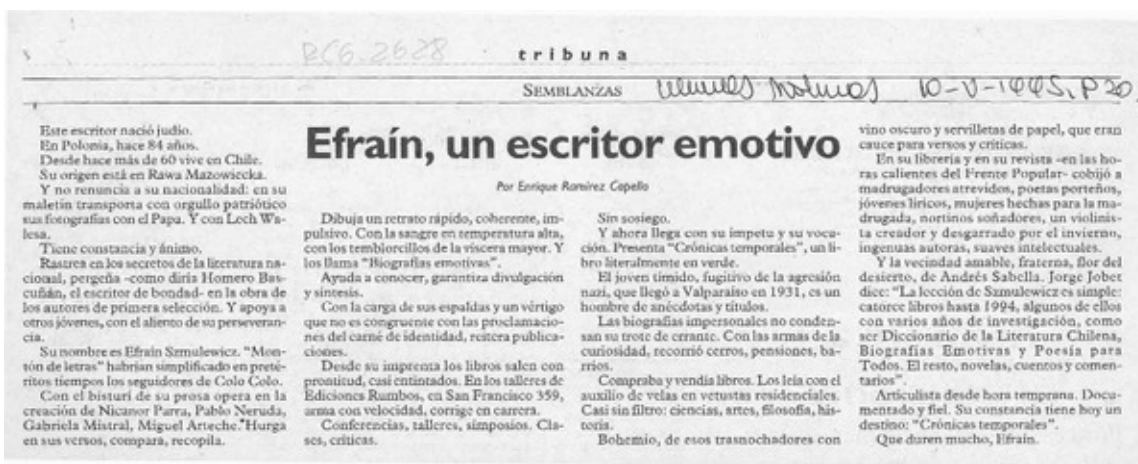 RCG.2628
tribuna
SEMBLANZAS
10-V-1995, P20.
Efraín, un escritor emotivo
Por Enrique Ramírez Capello
Este escritor nació judío.
En Polonia, hace 84 años.
Desde hace más de 60 vive en Chile.
Su origen está en Rawa Mazowiecka.
Y no renuncia a su nacionalidad: en su
maletín transporta con orgullo patriótico
sus fotografías con el Papa. Y con Lech Wa-
lesa.
Tiene constancia y ánimo.
Rastrea en los secretos de la literatura na-
cional, pergeña -como diría Homero Bas-
cuñán, el escritor de bondad- en la obra de
los autores de primera selección. Y apoya a
otros jóvenes, con el aliento de su perseveran-
cia.
Su nombre es Efraín Szmulewicz. "Mon-
tón de letras" habrían simplificado en preté-
ritos tiempos los seguidores de Colo Colo.
Con el bisturí de su prosa opera en la
creación de Nicanor Parra, Pablo Neruda,
Gabriela Mistral, Miguel Arteche. Hurga
en sus versos, compara, recopila.
Dibuja un retrato rápido, coherente, im-
pulsivo. Con la sangre en temperatura alta,
con los temblorcillos de la víscera mayor. Y
los llama "Biografías emotivas".
Ayuda a conocer, garantiza divulgación
y síntesis.
Con la carga de sus espaldas y un vértigo
que no es congruente con las proclamacio-
nes del carné de identidad, reitera publica-
ciones.
Desde su imprenta los libros salen con
prontitud, casi entintados. En los talleres de
Ediciones Rumbos, en San Francisco 359,
arma con velocidad, corrige en carrera.
Conferencias, talleres, simposios. Cla-
ses, críticas.
Sin sosiego.
Y ahora llega con su ímpetu y su voca-
ción. Presenta "Crónicas temporales", un li-
bro literalmente en verde.
El joven tímido, fugitivo de la agresión
nazi, que llegó a Valparaíso en 1931, es un
hombre de anécdotas y títulos.
Las biografías impersonales no conden-
san su trote de errante. Con las armas de la
curiosidad, recorrió cerros, pensiones, ba-
rrios.
Compraba y vendía libros. Los leía con el
auxilio de velas en vetustas residenciales.
Casi sin filtro: ciencias, artes, filosofía, his-
toria.
Bohemio, de esos trasnochadores con
vino oscuro y servilletas de papel, que eran
cauce para versos y críticas.
En su librería y en su revista -en las ho-
ras calientes del Frente Popular- cobijó a
madrugadores atrevidos, poetas porteños,
jóvenes líricos, mujeres hechas para la ma-
drugada, nortinos soñadores, un violinis-
ta creador y desgarrado por el invierno,
ingenuas autoras, suaves intelectuales.
Y la vecindad amable, fraterna, flor del
desierto, de Andrés Sabella. Jorge Jobet
dice: "La lección de Szmulewicz es simple:
catorce libros hasta 1994, algunos de ellos
con varios años de investigación, como
ser Diccionario de la Literatura Chilena,
Biografías Emotivas y Poesía para
Todos. El resto, novelas, cuentos y comen-
tarios".
Articulista desde hora temprana. Docu-
mentado y fiel. Su constancia tiene hoy un
destino: "Crónicas temporales".
Que duren mucho, Efraín.